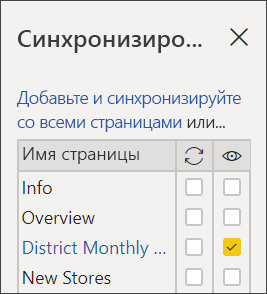 Синхронизиро...
Добавьте и синхронизируйте
со всеми страницами или...
Имя страницы
Info
Overview
District Monthly ...
New Stores